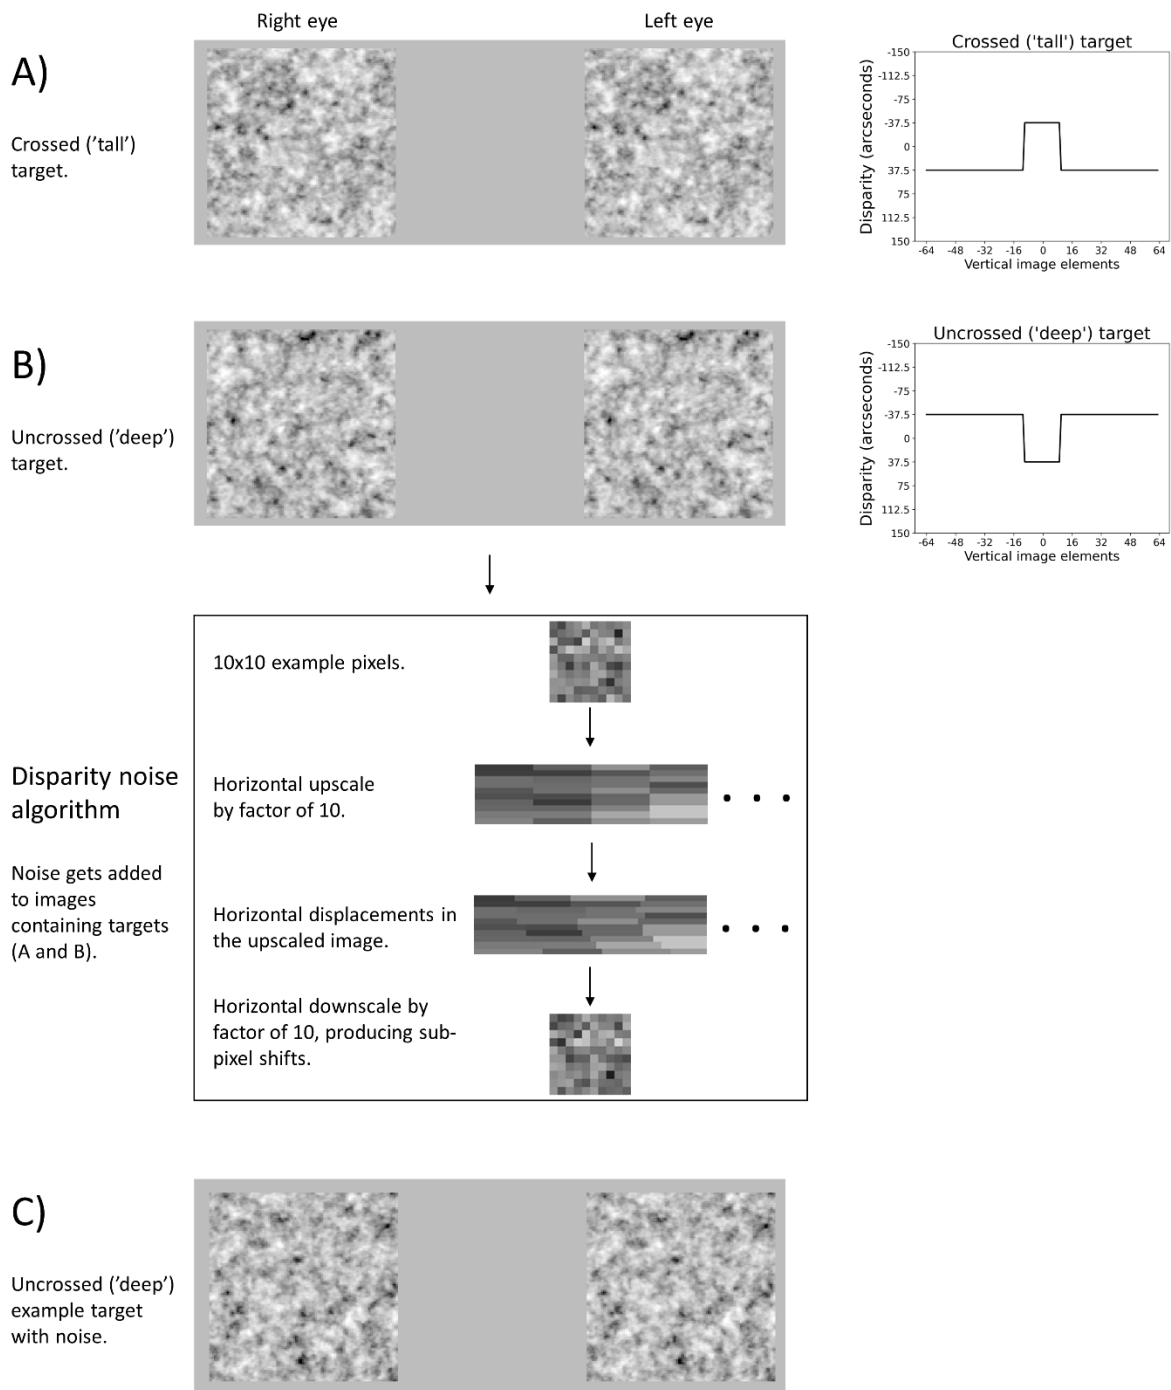 Right eye
Left eye
A)
Crossed ('tall')
target.
Crossed ('tall') target
Disparity (arcseconds)
-150
-112.5
-75
-37.5
0
37.5
75
112.5
150
-64 -48 -32 -16 0 16 32 48 64
Vertical image elements
B)
Uncrossed ('deep')
target.
Uncrossed ('deep') target
Disparity (arcseconds)
-150
-112.5
-75
-37.5
0
37.5
75
112.5
150
-64 -48 -32 -16 0 16 32 48 64
Vertical image elements
Disparity noise
algorithm
Noise gets added
to images
containing targets
(A and B).
10x10 example pixels.
Horizontal upscale
by factor of 10.
Horizontal displacements in
the upscaled image.
Horizontal downscale by
factor of 10, producing sub-
pixel shifts.
C)
Uncrossed ('deep')
example target
with noise.